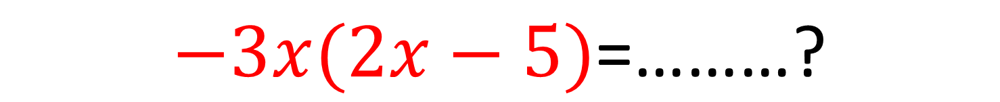 −3x(2x − 5)=.........?